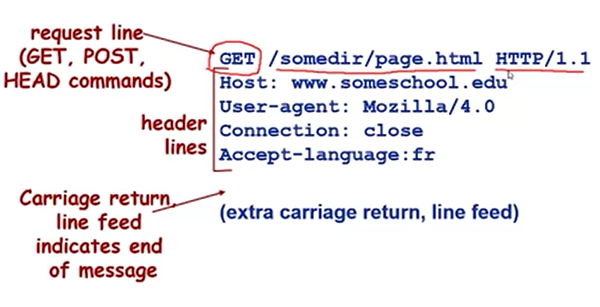 request line
(GET, POST,
HEAD commands)
GET /somedir/page.html HTTP/1.1
Host: www.someschool.edu
User-agent: Mozilla/4.0
Connection: close
Accept-language:fr
header
lines
Carriage return,
line feed
indicates end
of message
(extra carriage return, line feed)